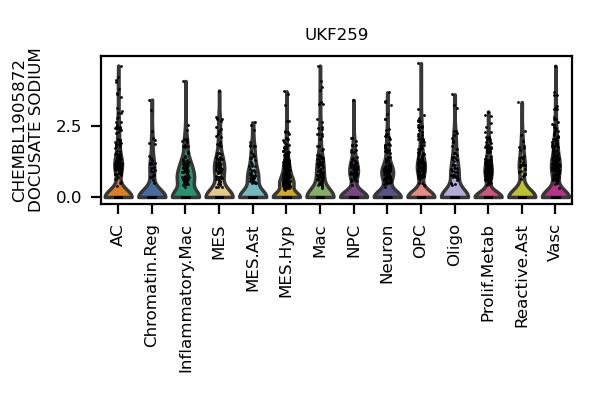 UKF259
CHEMBL1905872
DOCUSATE SODIUM
2.5
0.0
AC
Chromatin.Reg
Inflammatory.Mac
MES
MES.Ast
MES.Hyp
Mac
NPC
Neuron
OPC
Oligo
Prolif.Metab
Reactive.Ast
Vasc